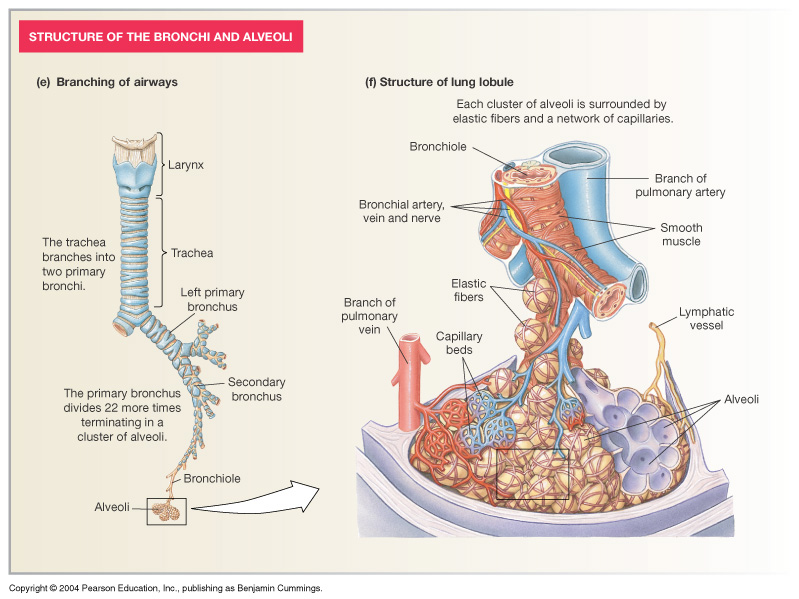 STRUCTURE OF THE BRONCHI AND ALVEOLI
(e) Branching of airways
Larynx
The trachea
branches into
two primary
bronchi.
Trachea
Left primary
bronchus
Secondary
bronchus
The primary bronchus
divides 22 more times
terminating in a
cluster of alveoli.
Bronchiole
Alveoli
(f) Structure of lung lobule
Each cluster of alveoli is surrounded by
elastic fibers and a network of capillaries.
Bronchiole
Branch of
pulmonary artery
Bronchial artery,
vein and nerve
Smooth
muscle
Elastic
fibers
Branch of
pulmonary
vein
Capillary
beds
Lymphatic
vessel
Alveoli
Copyright © 2004 Pearson Education, Inc., publishing as Benjamin Cummings.